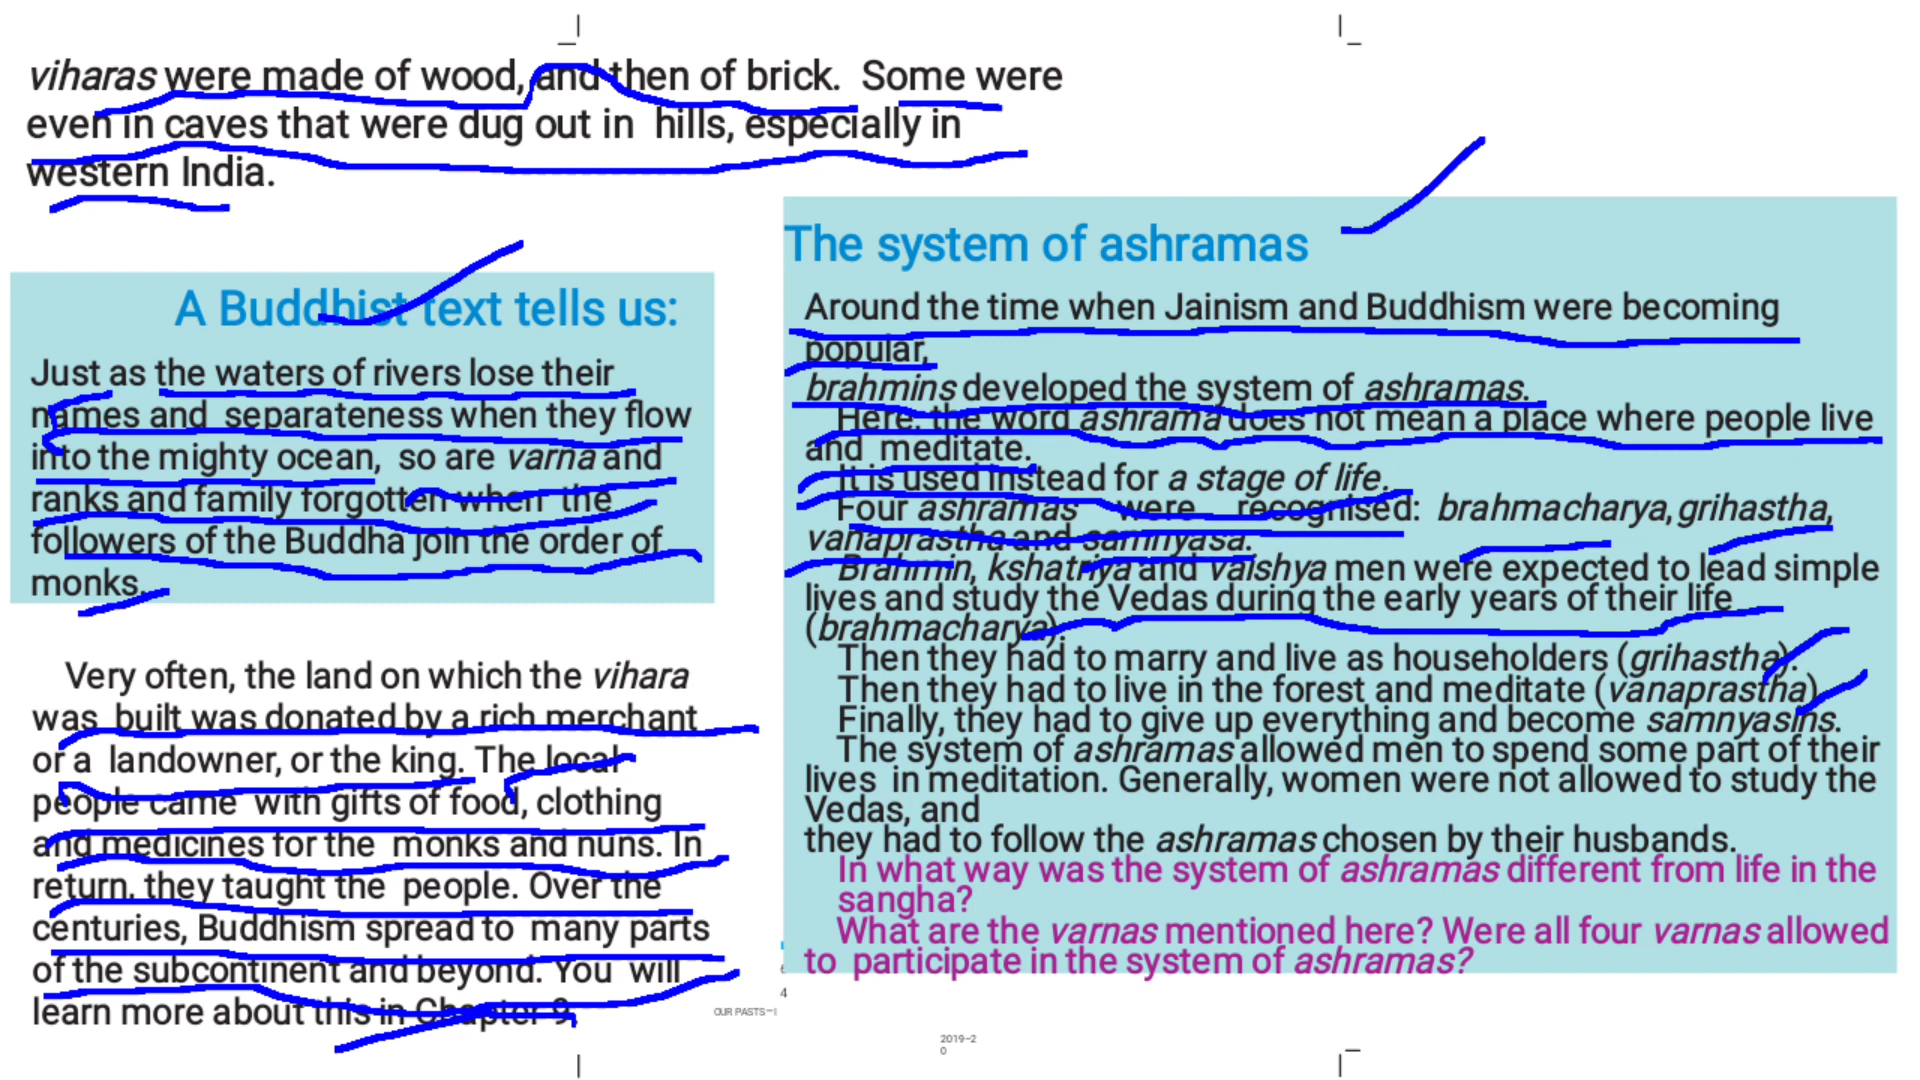 viharas were made of wood, and then of brick. Some were
even in caves that were dug out in hills, especially in
western India.
A Buddhist text tells us:
Just as the waters of rivers lose their
names and separateness when they flow
into the mighty ocean, so are varna and
ranks and family forgotten when the
followers of the Buddha join the order of
monks.
Very often, the land on which the vihara
was built was donated by a rich merchant
or a landowner, or the king. The local
people came with gifts of food, clothing
and medicines for the monks and nuns. In
return, they taught the people. Over the
centuries, Buddhism spread to many parts
of the subcontinent and beyond. You will
learn more about this in Chapter 9.
The system of ashramas
Around the time when Jainism and Buddhism were becoming
popular,
brahmins developed the system of ashramas.
Here, the word ashrama does not mean a place where people live
and meditate.
It is used instead for a stage of life.
Four ashramas were recognised: brahmacharya, grihastha,
vanaprastha and samnyasa.
Brahmin, kshatriya and vaishya men were expected to lead simple
lives and study the Vedas during the early years of their life
(brahmacharya).
Then they had to marry and live as householders (grihastha).
Then they had to live in the forest and meditate (vanaprastha).
Finally, they had to give up everything and become samnyasins.
The system of ashramas allowed men to spend some part of their
lives in meditation. Generally, women were not allowed to study the
Vedas, and
they had to follow the ashramas chosen by their husbands.
In what way was the system of ashramas different from life in the
sangha?
What are the varnas mentioned here? Were all four varnas allowed
to participate in the system of ashramas?
4
OUR PASTS–I
2019-2
0